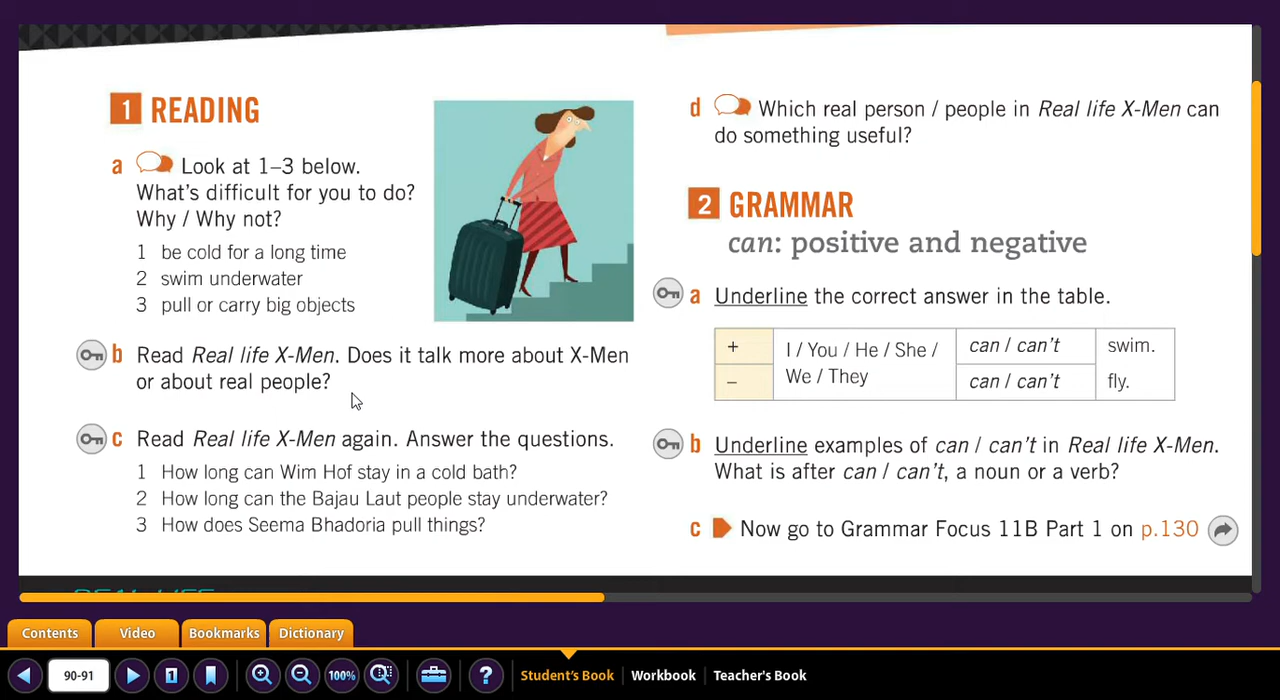 1 READING
a Look at 1–3 below.
What's difficult for you to do?
Why / Why not?
1 be cold for a long time
2 swim underwater
3 pull or carry big objects
b Read Real life X-Men. Does it talk more about X-Men
or about real people?
c Read Real life X-Men again. Answer the questions.
1 How long can Wim Hof stay in a cold bath?
2 How long can the Bajau Laut people stay underwater?
3 How does Seema Bhadoria pull things?
d Which real person / people in Real life X-Men can
do something useful?
2 GRAMMAR
can: positive and negative
a Underline the correct answer in the table.
+ I / You / He / She / can / can't swim.
– We / They can / can't fly.
b Underline examples of can / can't in Real life X-Men.
What is after can / can't, a noun or a verb?
c Now go to Grammar Focus 11B Part 1 on p.130
Contents Video Bookmarks Dictionary
90-91 1 100% ? Student's Book Workbook Teacher's Book